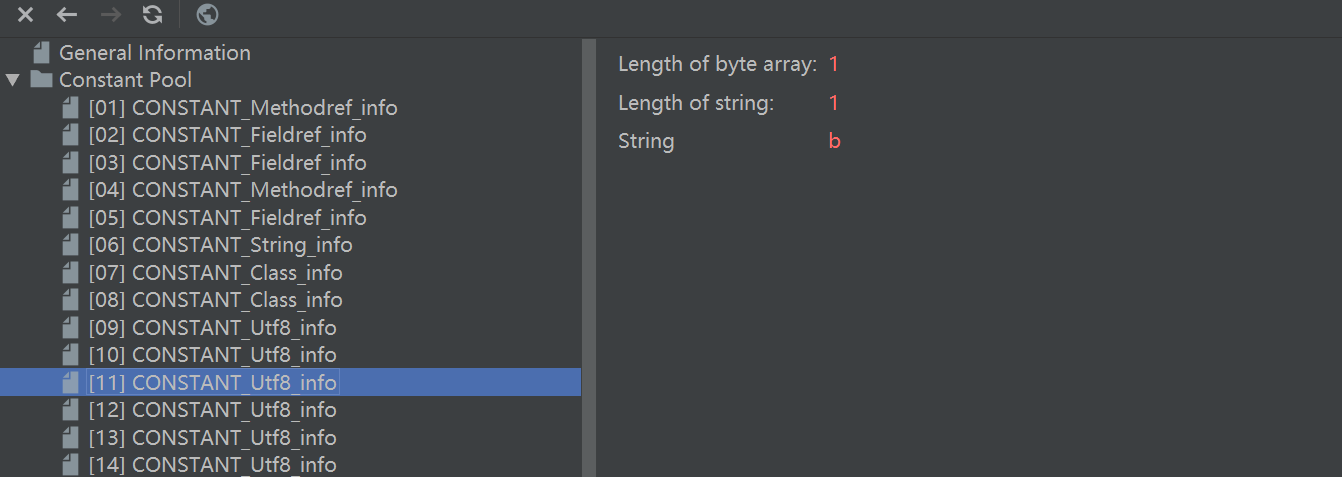 General Information
Constant Pool
[01] CONSTANT_Methodref_info
[02] CONSTANT_Fieldref_info
[03] CONSTANT_Fieldref_info
[04] CONSTANT_Methodref_info
[05] CONSTANT_Fieldref_info
[06] CONSTANT_String_info
[07] CONSTANT_Class_info
[08] CONSTANT_Class_info
[09] CONSTANT_Utf8_info
[10] CONSTANT_Utf8_info
[11] CONSTANT_Utf8_info
[12] CONSTANT_Utf8_info
[13] CONSTANT_Utf8_info
[14] CONSTANT_Utf8_info
Length of byte array: 1
Length of string: 1
String b